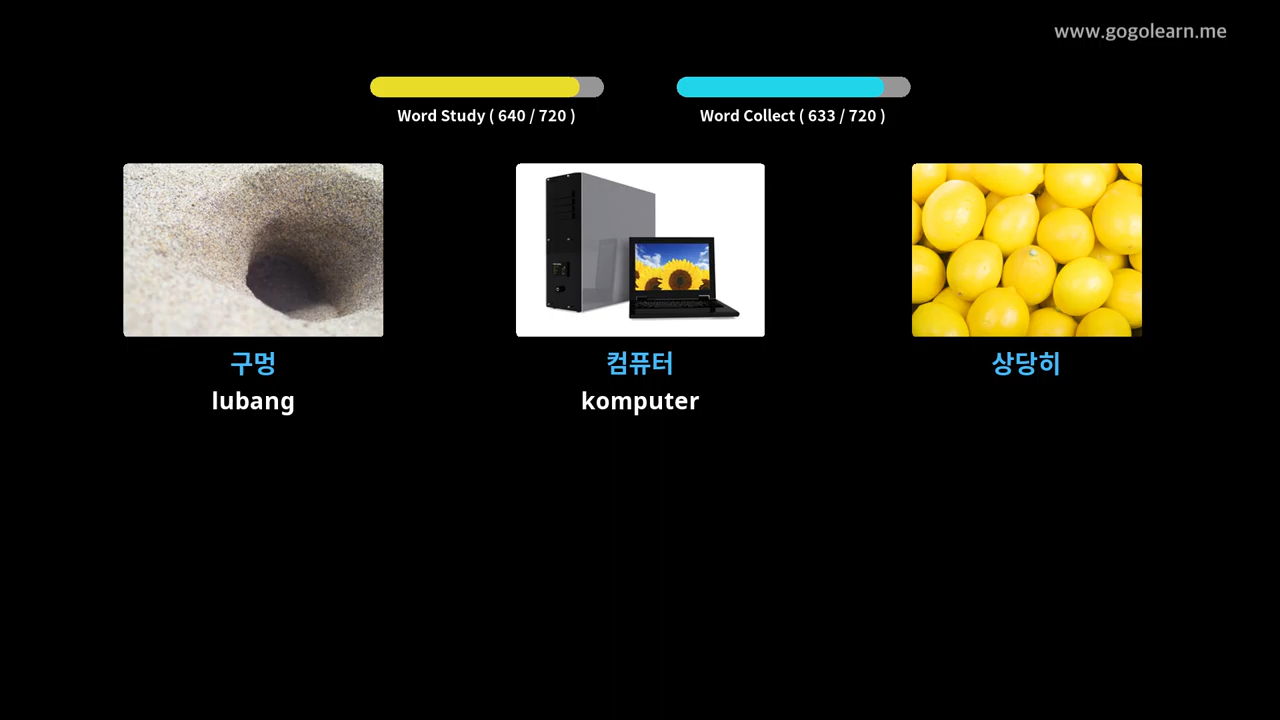 www.gogolearn.me
Word Study ( 640 / 720 )
Word Collect ( 633 / 720 )
구멍
lubang
컴퓨터
komputer
상당히